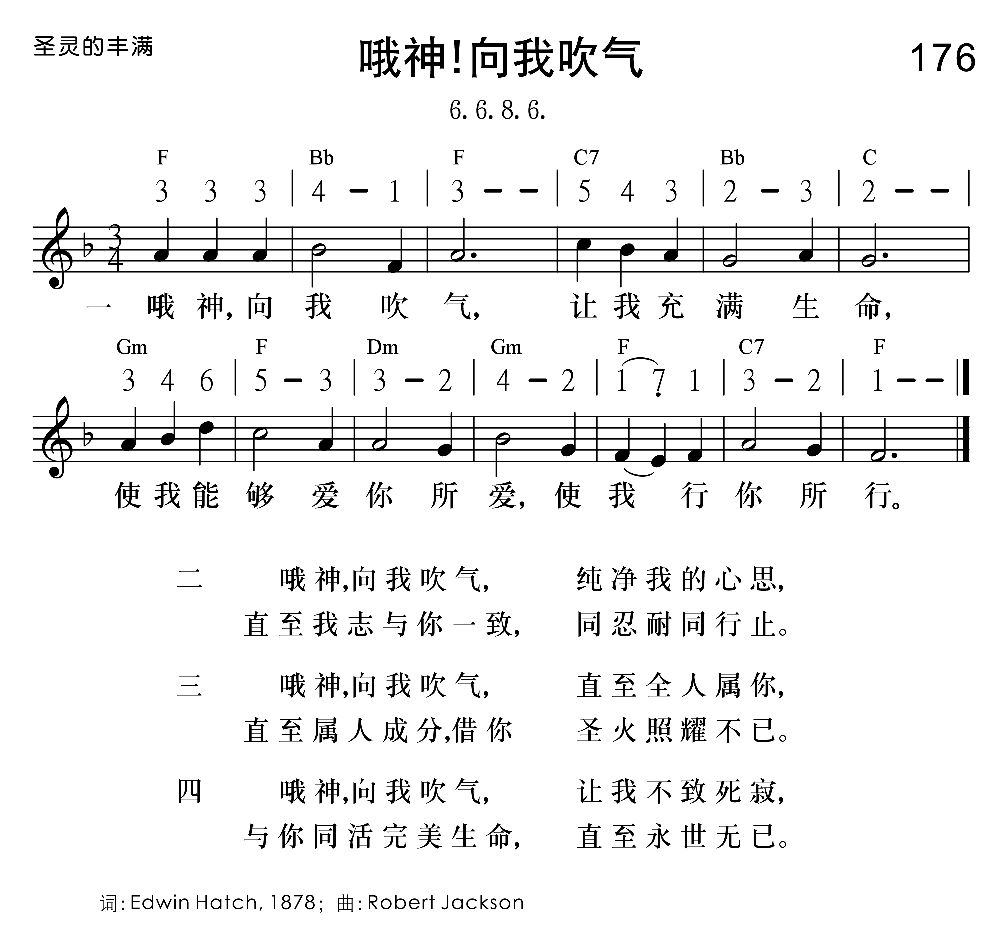 圣灵的丰满
哦神!向我吹气
176
6. 6. 8. 6.
F Bb F C7 Bb C
3 3 3 | 4 – 1 | 3 – – | 5 4 3 | 2 – 3 | 2 – – |
3/4
一 哦神,向我吹气, 让我充满生命,
Gm F Dm Gm F C7 F
3 4 6 | 5 – 3 | 3 – 2 | 4 – 2 | 1 7̣ 1 | 3 – 2 | 1 – – ‖
使我能够爱你所爱,使我行你所行。
二 哦神,向我吹气, 纯净我的心思,
直至我志与你一致, 同忍耐同行止。
三 哦神,向我吹气, 直至全人属你,
直至属人成分,借你 圣火照耀不已。
四 哦神,向我吹气, 让我不致死寂,
与你同活完美生命, 直至永世无已。
词: Edwin Hatch, 1878; 曲: Robert Jackson